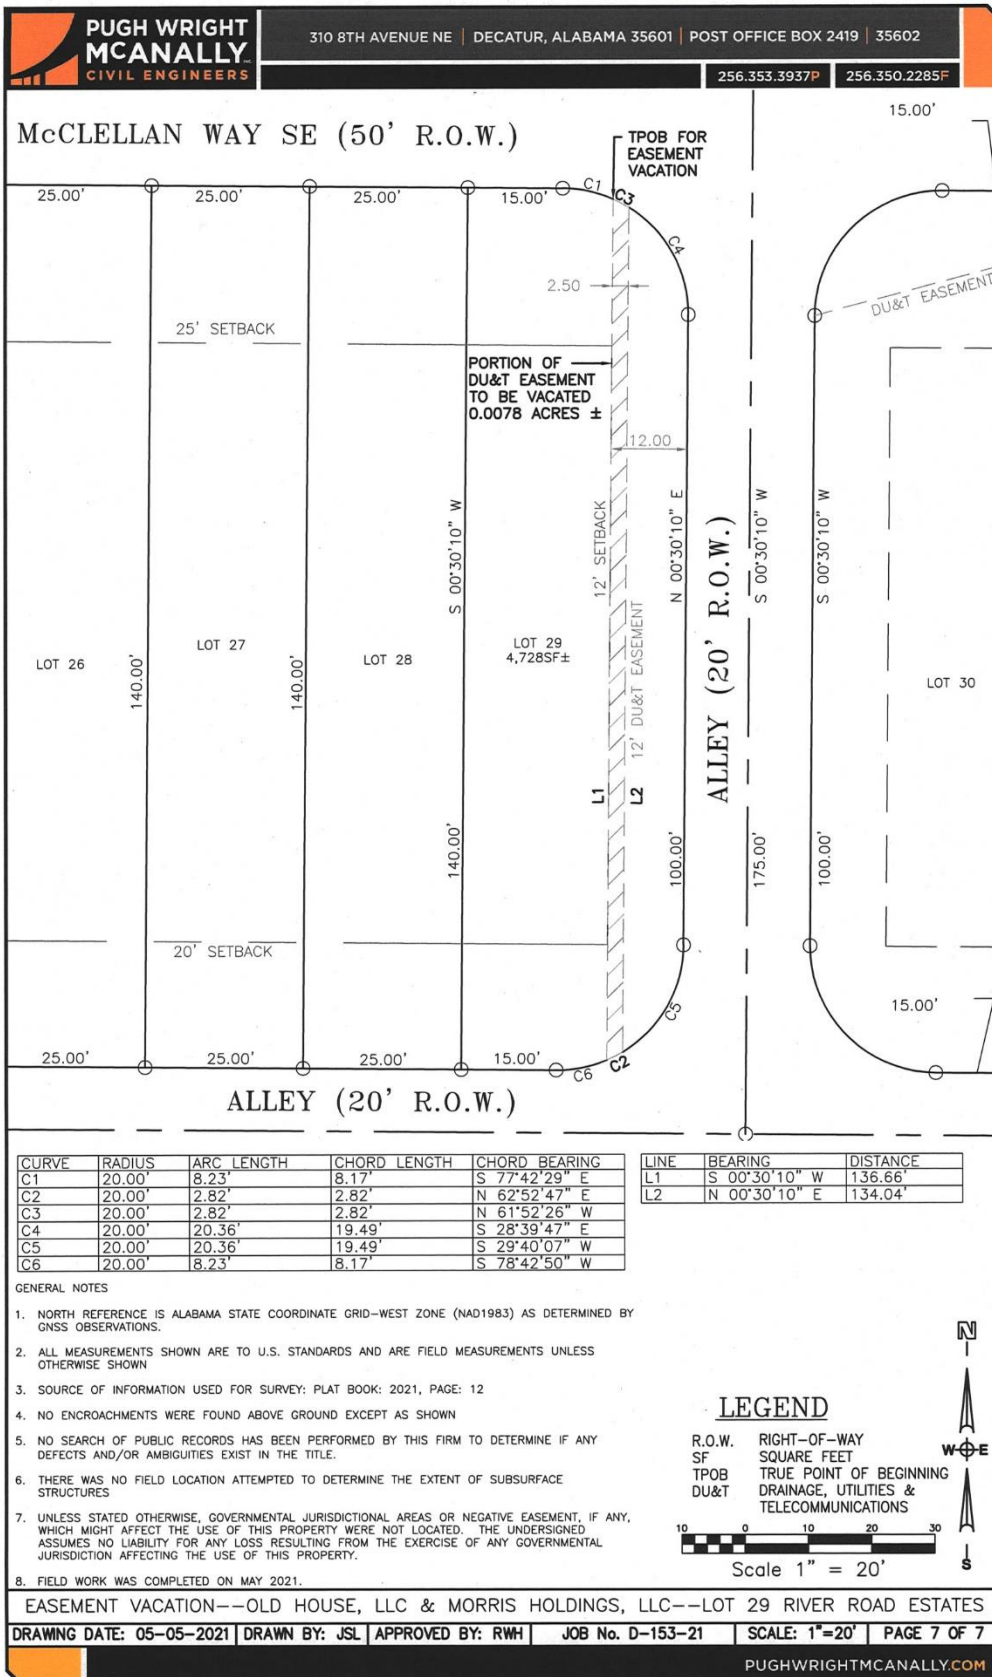 PUGH WRIGHT
MCANALLY
CIVIL ENGINEERS
310 8TH AVENUE NE | DECATUR, ALABAMA 35601 | POST OFFICE BOX 2419 | 35602
256.353.3937P
256.350.2285F
McCLELLAN WAY SE (50' R.O.W.)
TPOB FOR
EASEMENT
VACATION
15.00'
25.00'
25.00'
25.00'
15.00'
C1
C3
C4
2.50
DU&T EASEMENT
25' SETBACK
PORTION OF
DU&T EASEMENT
TO BE VACATED
0.0078 ACRES ±
12.00
S 00°30'10" W
12' SETBACK
N 00°30'10" E
ALLEY (20' R.O.W.)
S 00°30'10" W
S 00°30'10" W
12' DU&T EASEMENT
LOT 26
LOT 27
LOT 28
LOT 29
4,728SF±
LOT 30
140.00'
140.00'
140.00'
L1
L2
100.00'
175.00'
100.00'
20' SETBACK
C5
15.00'
25.00'
25.00'
25.00'
15.00'
C6
C2
ALLEY (20' R.O.W.)
CURVE RADIUS ARC LENGTH CHORD LENGTH CHORD BEARING
C1 20.00' 8.23' 8.17' S 77°42'29" E
C2 20.00' 2.82' 2.82' N 62°52'47" E
C3 20.00' 2.82' 2.82' N 61°52'26" W
C4 20.00' 20.36' 19.49' S 28°39'47" E
C5 20.00' 20.36' 19.49' S 29°40'07" W
C6 20.00' 8.23' 8.17' S 78°42'50" W
LINE BEARING DISTANCE
L1 S 00°30'10" W 136.66'
L2 N 00°30'10" E 134.04'
GENERAL NOTES
1. NORTH REFERENCE IS ALABAMA STATE COORDINATE GRID-WEST ZONE (NAD1983) AS DETERMINED BY
GNSS OBSERVATIONS.
2. ALL MEASUREMENTS SHOWN ARE TO U.S. STANDARDS AND ARE FIELD MEASUREMENTS UNLESS
OTHERWISE SHOWN
3. SOURCE OF INFORMATION USED FOR SURVEY: PLAT BOOK: 2021, PAGE: 12
4. NO ENCROACHMENTS WERE FOUND ABOVE GROUND EXCEPT AS SHOWN
5. NO SEARCH OF PUBLIC RECORDS HAS BEEN PERFORMED BY THIS FIRM TO DETERMINE IF ANY
DEFECTS AND/OR AMBIGUITIES EXIST IN THE TITLE.
6. THERE WAS NO FIELD LOCATION ATTEMPTED TO DETERMINE THE EXTENT OF SUBSURFACE
STRUCTURES
7. UNLESS STATED OTHERWISE, GOVERNMENTAL JURISDICTIONAL AREAS OR NEGATIVE EASEMENT, IF ANY,
WHICH MIGHT AFFECT THE USE OF THIS PROPERTY WERE NOT LOCATED. THE UNDERSIGNED
ASSUMES NO LIABILITY FOR ANY LOSS RESULTING FROM THE EXERCISE OF ANY GOVERNMENTAL
JURISDICTION AFFECTING THE USE OF THIS PROPERTY.
8. FIELD WORK WAS COMPLETED ON MAY 2021.
LEGEND
R.O.W. RIGHT-OF-WAY
SF SQUARE FEET
TPOB TRUE POINT OF BEGINNING
DU&T DRAINAGE, UTILITIES &
TELECOMMUNICATIONS
N
W E
S
10 0 10 20 30
Scale 1" = 20'
EASEMENT VACATION--OLD HOUSE, LLC & MORRIS HOLDINGS, LLC--LOT 29 RIVER ROAD ESTATES
DRAWING DATE: 05-05-2021 DRAWN BY: JSL APPROVED BY: RWH JOB No. D-153-21 SCALE: 1"=20' PAGE 7 OF 7
PUGHWRIGHTMCANALLY.COM